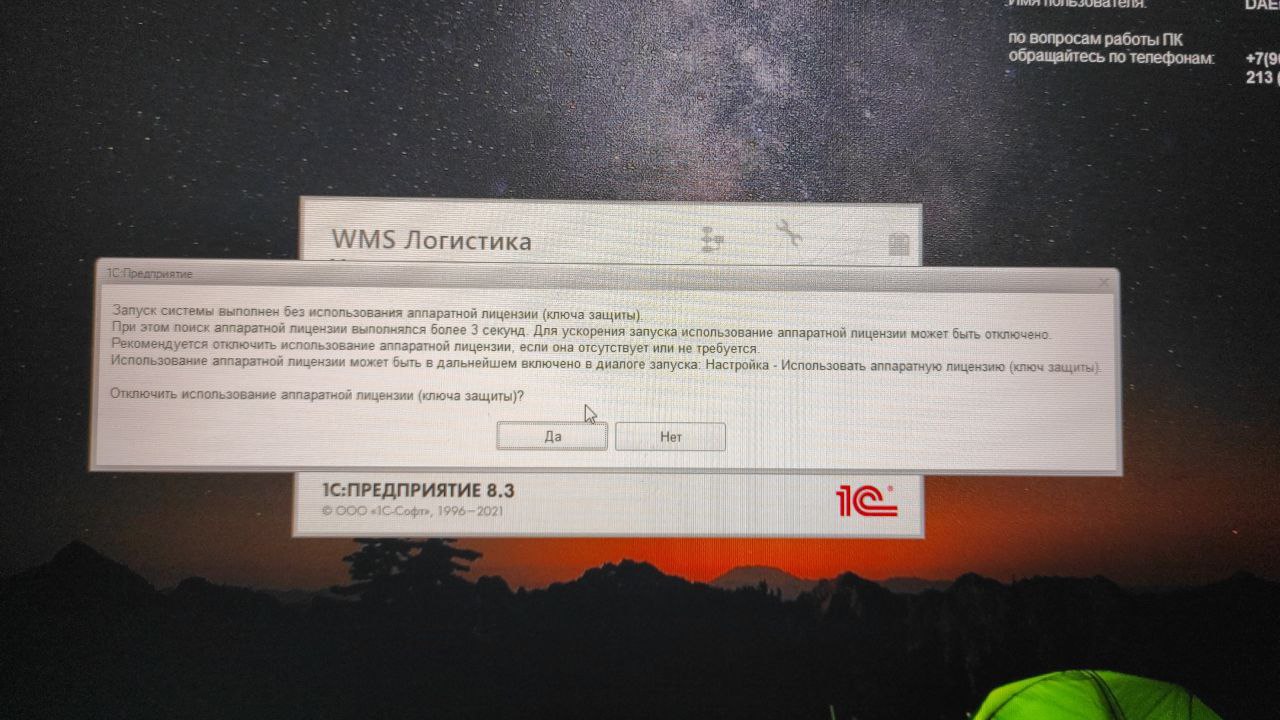 Имя пользователя:
по вопросам работы ПК
обращайтесь по телефонам:
+7(9
213
WMS Логистика
1С:Предприятие
Запуск системы выполнен без использования аппаратной лицензии (ключа защиты).
При этом поиск аппаратной лицензии выполнялся более 3 секунд. Для ускорения запуска использование аппаратной лицензии может быть отключено.
Рекомендуется отключить использование аппаратной лицензии, если она отсутствует или не требуется.
Использование аппаратной лицензии может быть в дальнейшем включено в диалоге запуска: Настройка - Использовать аппаратную лицензию (ключ защиты).
Отключить использование аппаратной лицензии (ключа защиты)?
Да
Нет
1С:ПРЕДПРИЯТИЕ 8.3
© ООО «1С-Софт», 1996–2021
1С